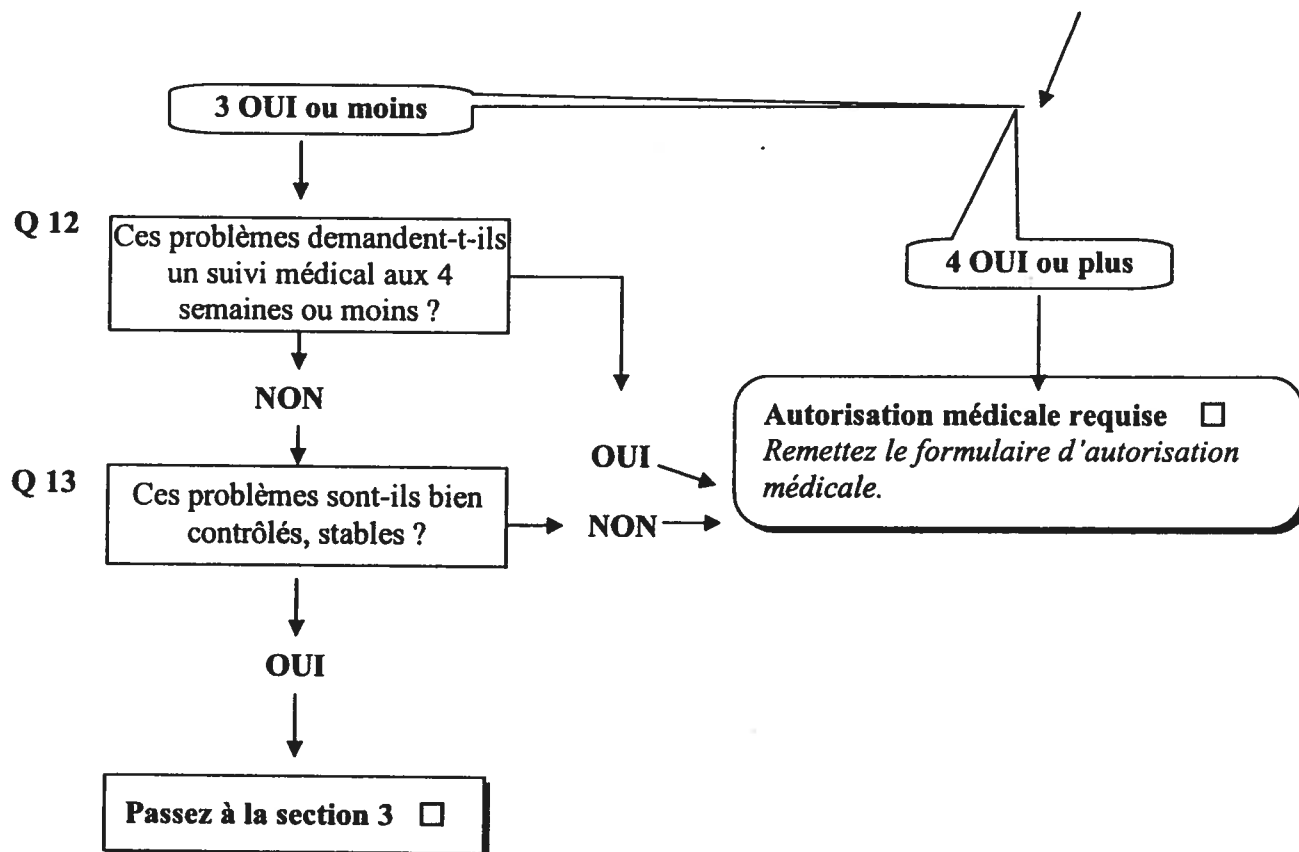 3 OUI ou moins
Q 12
Ces problèmes demandent-t-ils
un suivi médical aux 4
semaines ou moins ?
4 OUI ou plus
NON
Autorisation médicale requise ☐
Remettez le formulaire d'autorisation
médicale.
OUI
Q 13
Ces problèmes sont-ils bien
contrôlés, stables ?
NON
OUI
Passez à la section 3 ☐